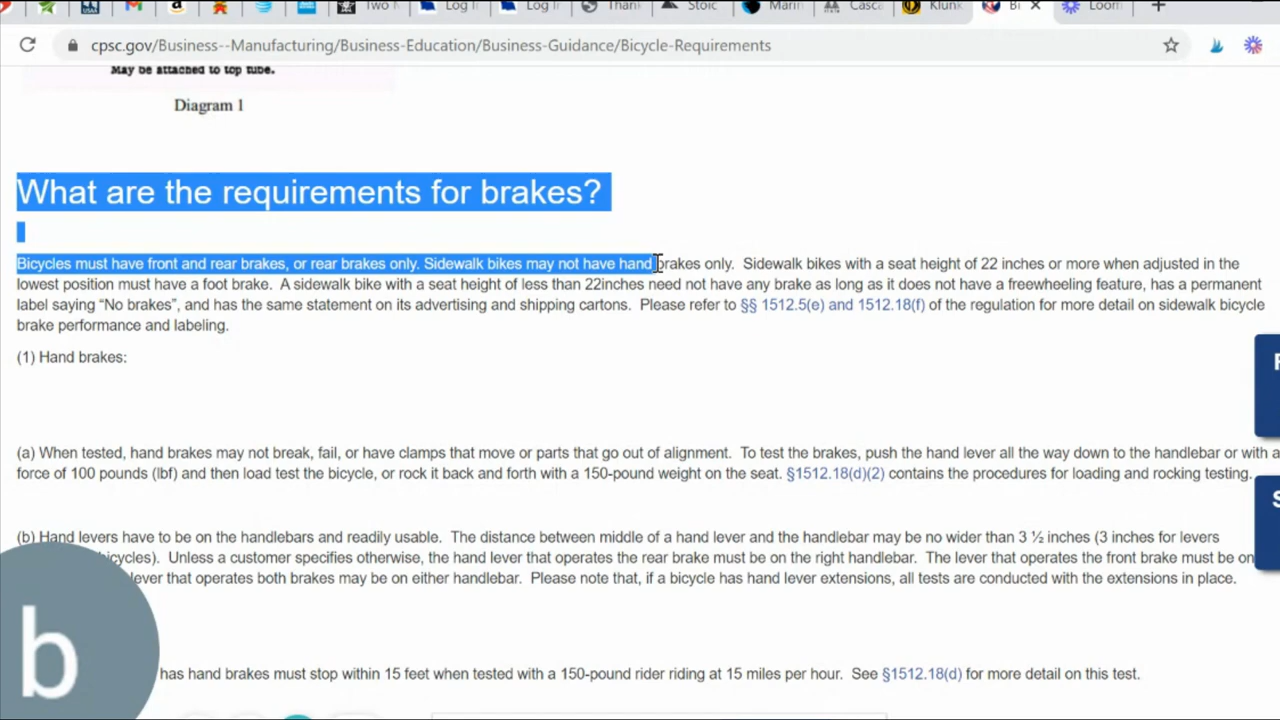 Two
Log I
Log I
Thank
Stoic
Marin
Casca
Klunk
Bi
Loom
cpsc.gov/Business--Manufacturing/Business-Education/Business-Guidance/Bicycle-Requirements
May be attached to top tube.
Diagram 1
What are the requirements for brakes?
Bicycles must have front and rear brakes, or rear brakes only. Sidewalk bikes may not have hand brakes only. Sidewalk bikes with a seat height of 22 inches or more when adjusted in the
lowest position must have a foot brake. A sidewalk bike with a seat height of less than 22inches need not have any brake as long as it does not have a freewheeling feature, has a permanent
label saying “No brakes”, and has the same statement on its advertising and shipping cartons. Please refer to §§ 1512.5(e) and 1512.18(f) of the regulation for more detail on sidewalk bicycle
brake performance and labeling.
(1) Hand brakes:
(a) When tested, hand brakes may not break, fail, or have clamps that move or parts that go out of alignment. To test the brakes, push the hand lever all the way down to the handlebar or with a
force of 100 pounds (lbf) and then load test the bicycle, or rock it back and forth with a 150-pound weight on the seat. §1512.18(d)(2) contains the procedures for loading and rocking testing.
(b) Hand levers have to be on the handlebars and readily usable. The distance between middle of a hand lever and the handlebar may be no wider than 3 ½ inches (3 inches for levers
bicycles). Unless a customer specifies otherwise, the hand lever that operates the rear brake must be on the right handlebar. The lever that operates the front brake must be on
lever that operates both brakes may be on either handlebar. Please note that, if a bicycle has hand lever extensions, all tests are conducted with the extensions in place.
b
has hand brakes must stop within 15 feet when tested with a 150-pound rider riding at 15 miles per hour. See §1512.18(d) for more detail on this test.